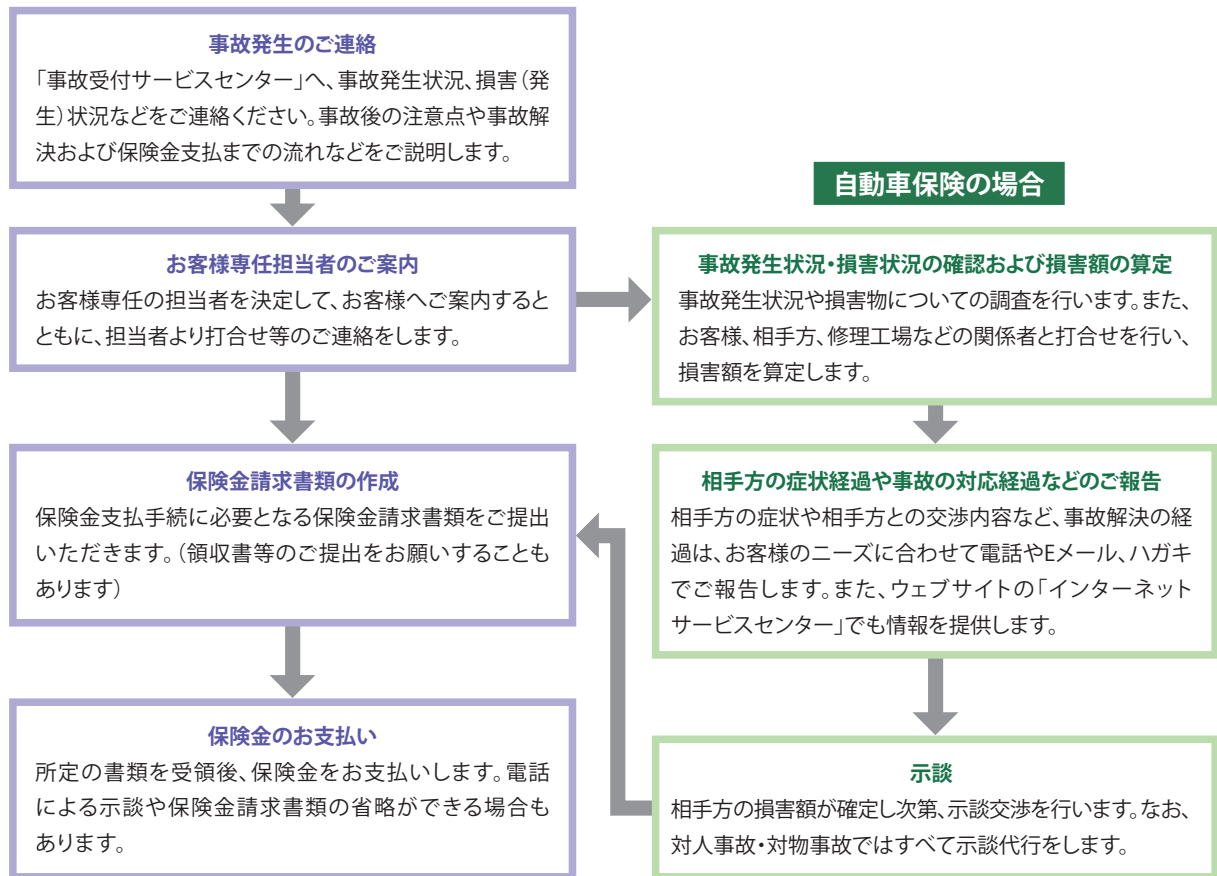 事故発生のご連絡
「事故受付サービスセンター」へ、事故発生状況、損害（発
生）状況などをご連絡ください。事故後の注意点や事故解
決および保険金支払までの流れなどをご説明します。
お客様専任担当者のご案内
お客様専任の担当者を決定して、お客様へご案内すると
ともに、担当者より打合せ等のご連絡をします。
保険金請求書類の作成
保険金支払手続に必要となる保険金請求書類をご提出
いただきます。（領収書等のご提出をお願いすることも
あります）
保険金のお支払い
所定の書類を受領後、保険金をお支払いします。電話
による示談や保険金請求書類の省略ができる場合も
あります。
自動車保険の場合
事故発生状況・損害状況の確認および損害額の算定
事故発生状況や損害物についての調査を行います。また、
お客様、相手方、修理工場などの関係者と打合せを行い、
損害額を算定します。
相手方の症状経過や事故の対応経過などのご報告
相手方の症状や相手方との交渉内容など、事故解決の経
過は、お客様のニーズに合わせて電話やEメール、ハガキ
でご報告します。また、ウェブサイトの「インターネット
サービスセンター」でも情報を提供します。
示談
相手方の損害額が確定し次第、示談交渉を行います。なお、
対人事故・対物事故ではすべて示談代行をします。